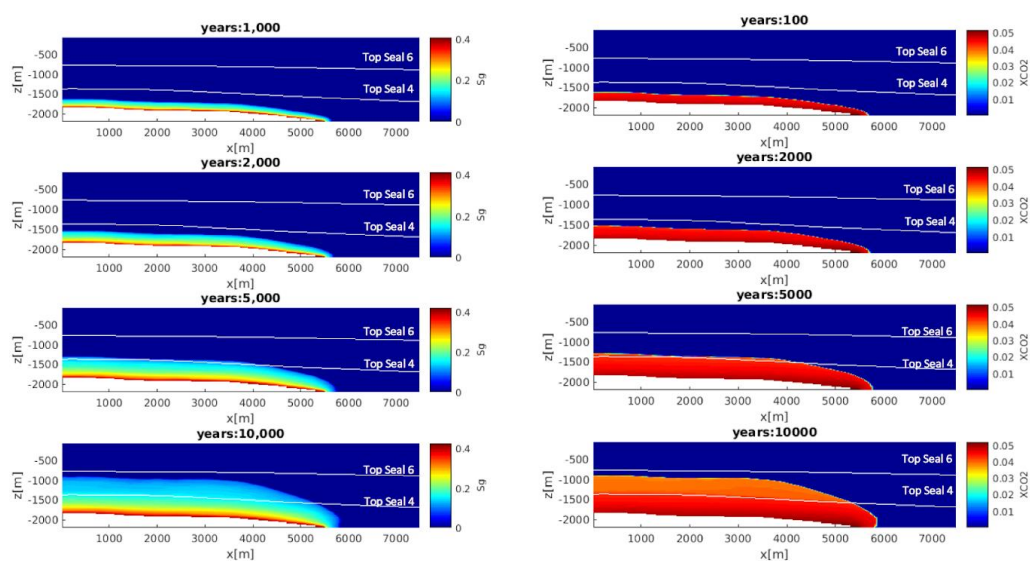 years:1,000
-500
-1000
-1500
-2000
z[m]
Top Seal 6
Top Seal 4
1000 2000 3000 4000 5000 6000 7000
x[m]
0.4
0.2
0
Sg
years:2,000
-500
-1000
-1500
-2000
z[m]
Top Seal 6
Top Seal 4
1000 2000 3000 4000 5000 6000 7000
x[m]
0.4
0.2
0
Sg
years:5,000
-500
-1000
-1500
-2000
z[m]
Top Seal 6
Top Seal 4
1000 2000 3000 4000 5000 6000 7000
x[m]
0.4
0.2
0
Sg
years:10,000
-500
-1000
-1500
-2000
z[m]
Top Seal 6
Top Seal 4
1000 2000 3000 4000 5000 6000 7000
x[m]
0.4
0.2
0
Sg
years:100
-500
-1000
-1500
-2000
z[m]
Top Seal 6
Top Seal 4
1000 2000 3000 4000 5000 6000 7000
x[m]
0.05
0.04
0.03
0.02
0.01
XCO2
years:2000
-500
-1000
-1500
-2000
z[m]
Top Seal 6
Top Seal 4
1000 2000 3000 4000 5000 6000 7000
x[m]
0.05
0.04
0.03
0.02
0.01
XCO2
years:5000
-500
-1000
-1500
-2000
z[m]
Top Seal 6
Top Seal 4
1000 2000 3000 4000 5000 6000 7000
x[m]
0.05
0.04
0.03
0.02
0.01
XCO2
years:10000
-500
-1000
-1500
-2000
z[m]
Top Seal 6
Top Seal 4
1000 2000 3000 4000 5000 6000 7000
x[m]
0.05
0.04
0.03
0.02
0.01
XCO2